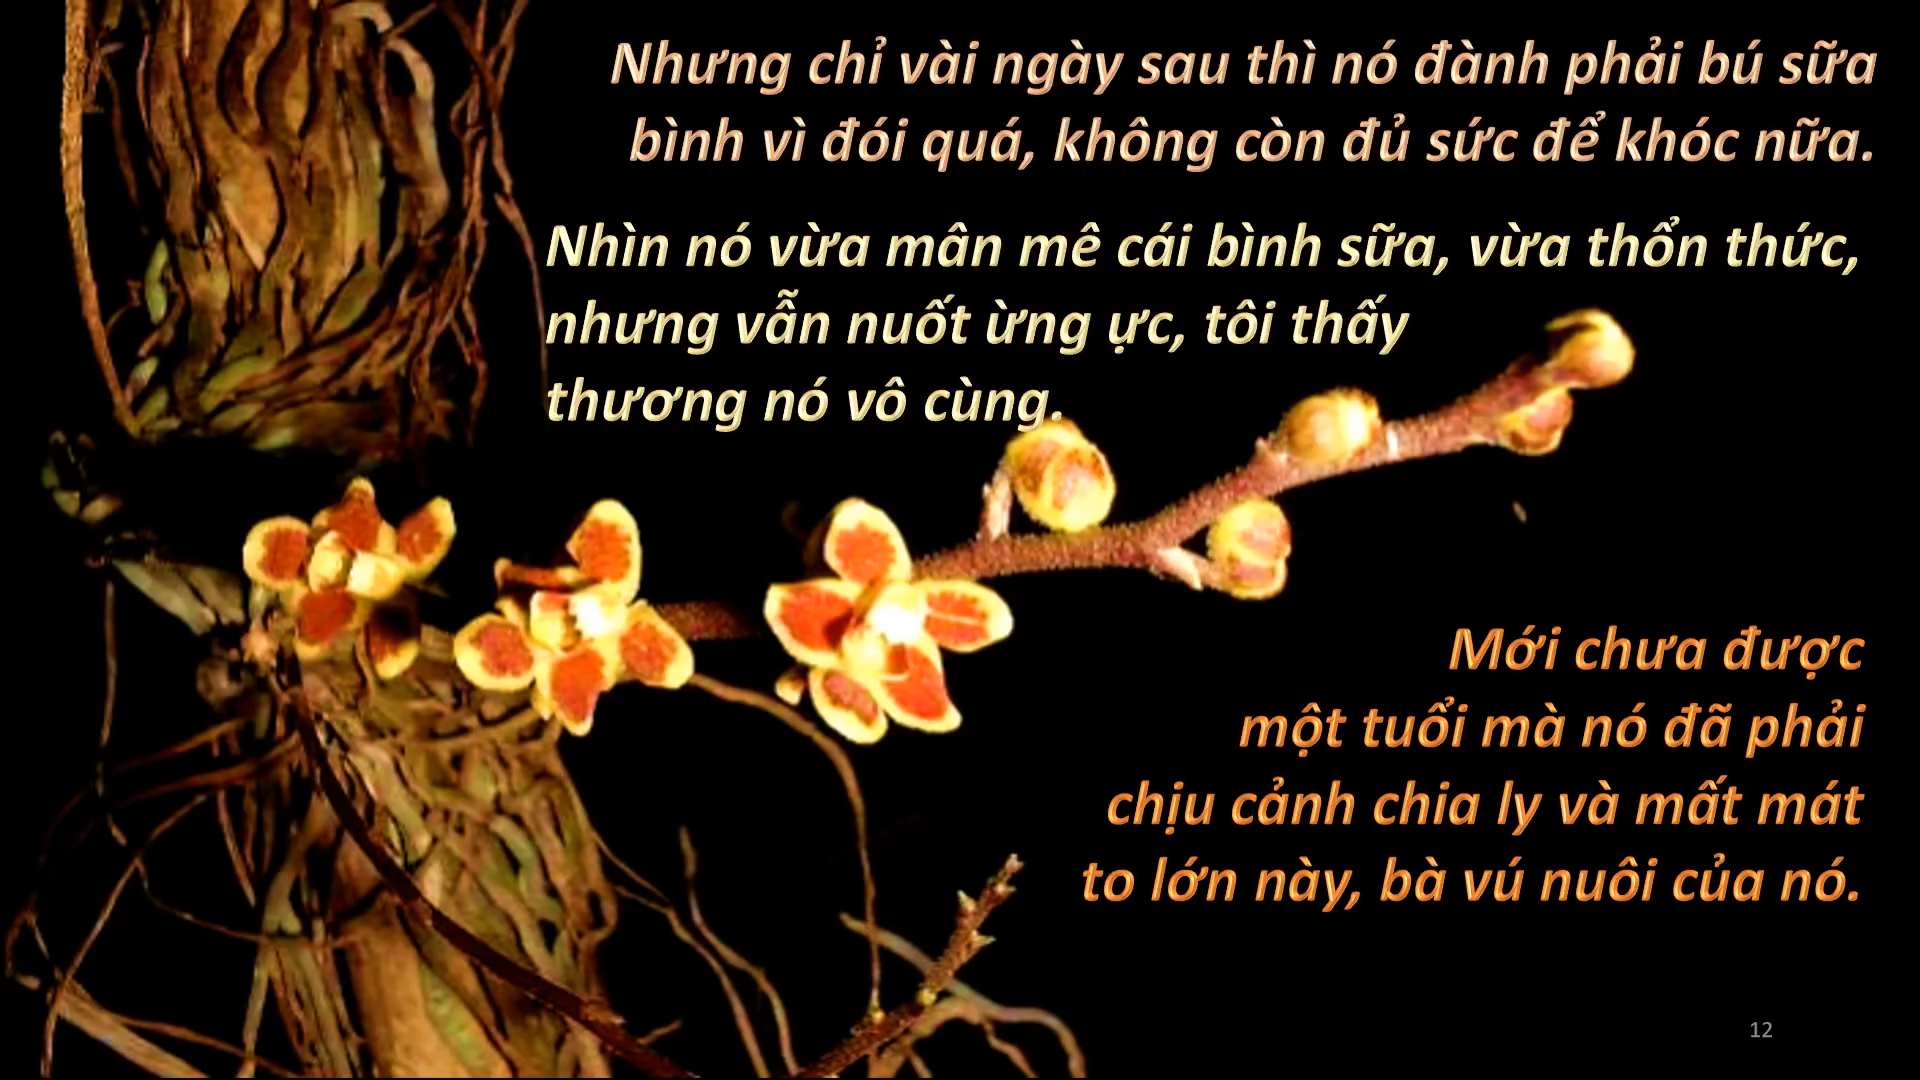 Nhưng chỉ vài ngày sau thì nó đành phải bú sữa
bình vì đói quá, không còn đủ sức để khóc nữa.
Nhìn nó vừa mân mê cái bình sữa, vừa thổn thức,
nhưng vẫn nuốt ừng ực, tôi thấy
thương nó vô cùng.
Mới chưa được
một tuổi mà nó đã phải
chịu cảnh chia ly và mất mát
to lớn này, bà vú nuôi của nó.
12